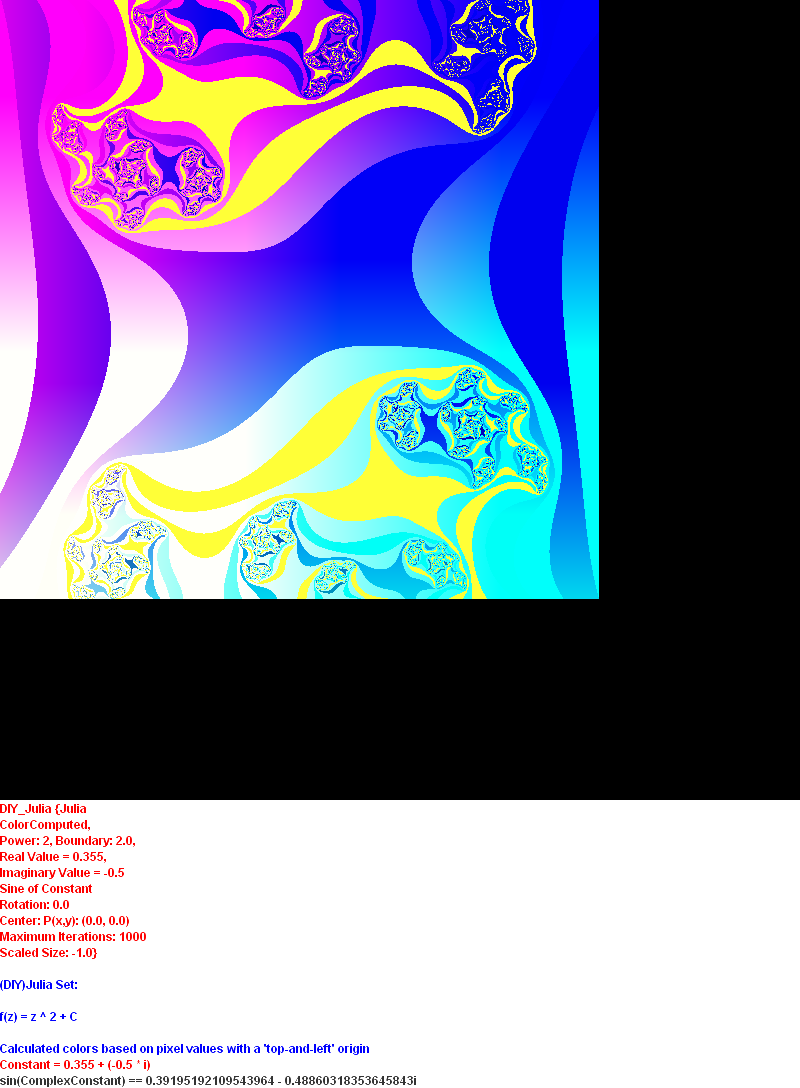 DIY_Julia {Julia
ColorComputed,
Power: 2, Boundary: 2.0,
Real Value = 0.355,
Imaginary Value = -0.5
Sine of Constant
Rotation: 0.0
Center: P(x,y): (0.0, 0.0)
Maximum Iterations: 1000
Scaled Size: -1.0}
(DIY)Julia Set:
f(z) = z ^ 2 + C
Calculated colors based on pixel values with a 'top-and-left' origin
Constant = 0.355 + (-0.5 * i)
sin(ComplexConstant) == 0.39195192109543964 - 0.48860318353645843i